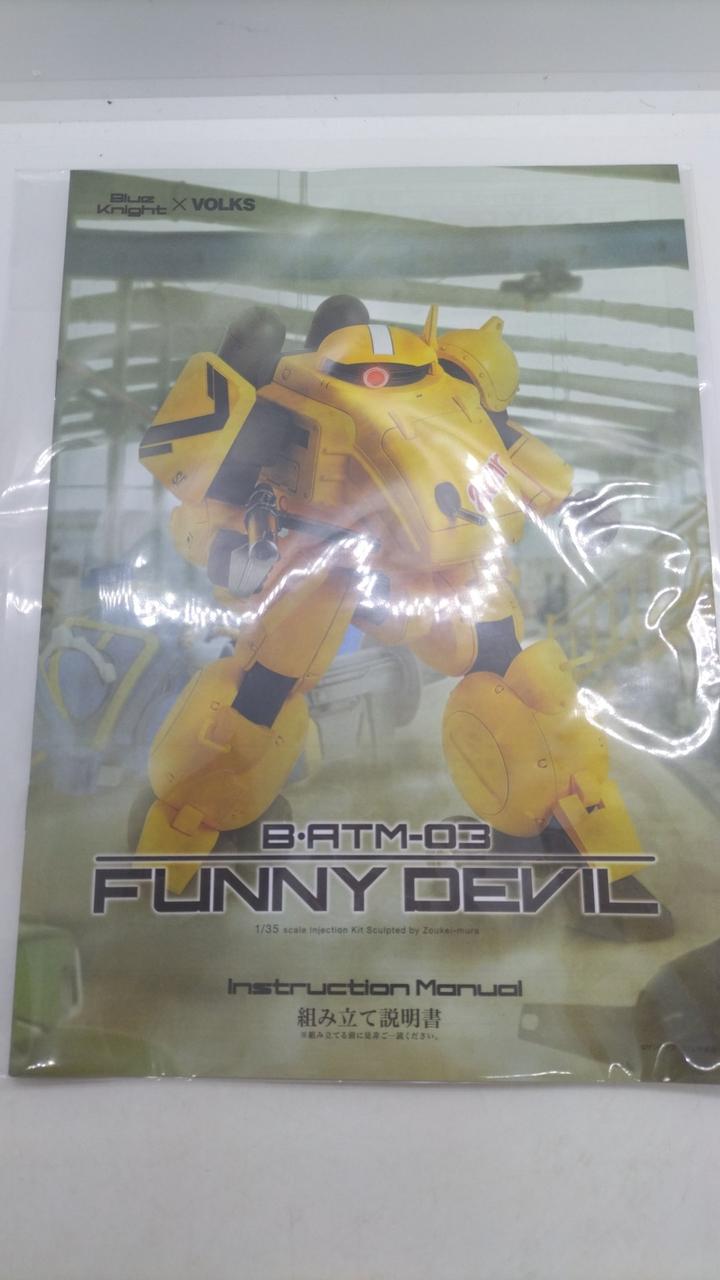 Blue Knight × VOLKS
B・ATM-03
FUNNY DEVIL
1/35 scale Injection Kit Sculpted by Zoukei-mura
Instruction Manual
組み立て説明書
※組み立てる前に是非ご一読ください。